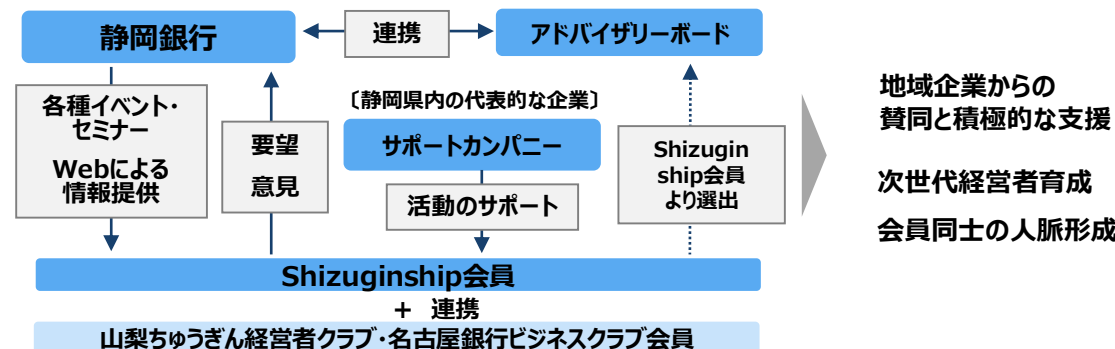 静岡銀行
連携
アドバイザリーボード
各種イベント・
セミナー
Webによる
情報提供
要望
意見
〔静岡県内の代表的な企業〕
サポートカンパニー
活動のサポート
Shizugin
ship会員
より選出
Shizuginship会員
+ 連携
山梨ちゅうぎん経営者クラブ・名古屋銀行ビジネスクラブ会員
地域企業からの
賛同と積極的な支援
次世代経営者育成
会員同士の人脈形成